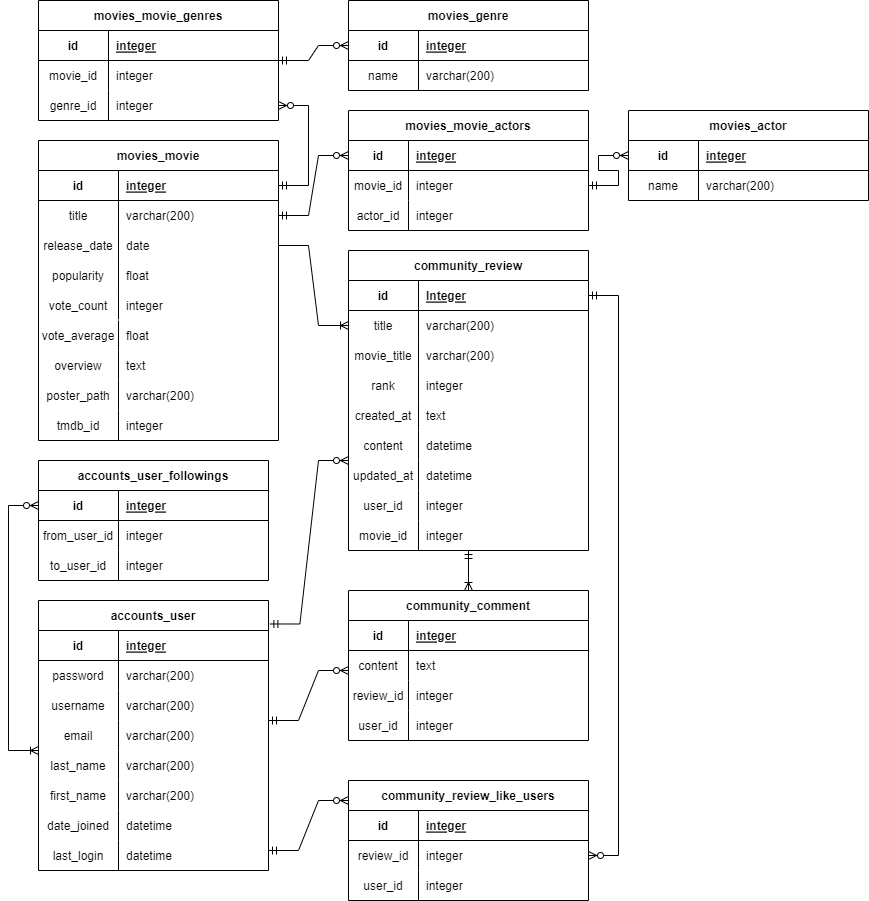 movies_movie_genres
id integer
movie_id integer
genre_id integer
movies_genre
id integer
name varchar(200)
movies_movie
id integer
title varchar(200)
release_date date
popularity float
vote_count integer
vote_average float
overview text
poster_path varchar(200)
tmdb_id integer
movies_movie_actors
id integer
movie_id integer
actor_id integer
movies_actor
id integer
name varchar(200)
community_review
id Integer
title varchar(200)
movie_title varchar(200)
rank integer
created_at text
content datetime
updated_at datetime
user_id integer
movie_id integer
accounts_user_followings
id integer
from_user_id integer
to_user_id integer
accounts_user
id integer
password varchar(200)
username varchar(200)
email varchar(200)
last_name varchar(200)
first_name varchar(200)
date_joined datetime
last_login datetime
community_comment
id integer
content text
review_id integer
user_id integer
community_review_like_users
id integer
review_id integer
user_id integer